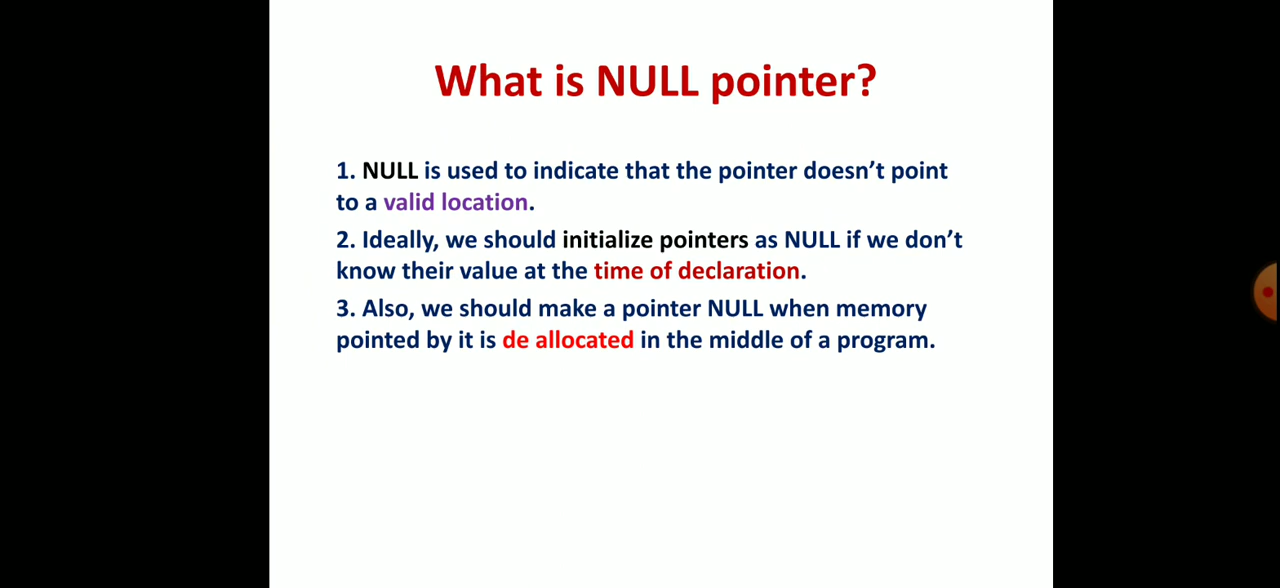 What is NULL pointer?
1. NULL is used to indicate that the pointer doesn’t point
to a valid location.
2. Ideally, we should initialize pointers as NULL if we don’t
know their value at the time of declaration.
3. Also, we should make a pointer NULL when memory
pointed by it is de allocated in the middle of a program.